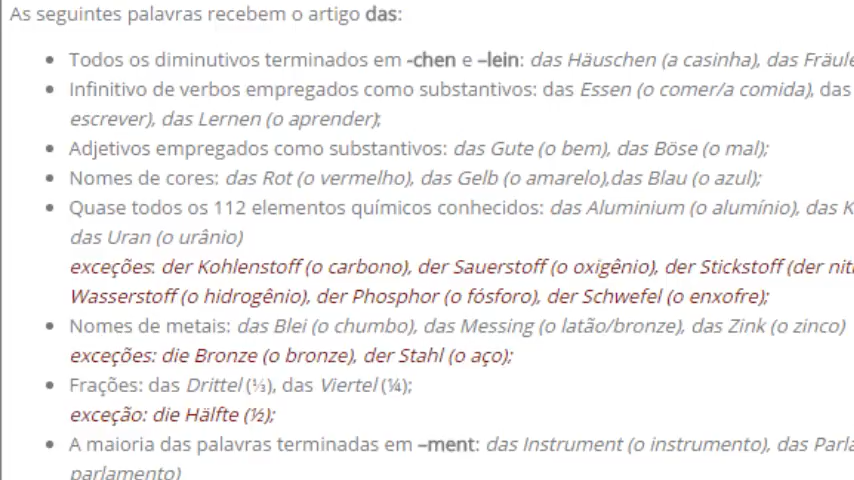 As seguintes palavras recebem o artigo das:
Todos os diminutivos terminados em -chen e –lein: das Häuschen (a casinha), das Fräule
Infinitivo de verbos empregados como substantivos: das Essen (o comer/a comida), das
escrever), das Lernen (o aprender);
Adjetivos empregados como substantivos: das Gute (o bem), das Böse (o mal);
Nomes de cores: das Rot (o vermelho), das Gelb (o amarelo),das Blau (o azul);
Quase todos os 112 elementos químicos conhecidos: das Aluminium (o alumínio), das K
das Uran (o urânio)
exceções: der Kohlenstoff (o carbono), der Sauerstoff (o oxigênio), der Stickstoff (der nit
Wasserstoff (o hidrogênio), der Phosphor (o fósforo), der Schwefel (o enxofre);
Nomes de metais: das Blei (o chumbo), das Messing (o latão/bronze), das Zink (o zinco)
exceções: die Bronze (o bronze), der Stahl (o aço);
Frações: das Drittel (⅓), das Viertel (¼);
exceção: die Hälfte (½);
A maioria das palavras terminadas em –ment: das Instrument (o instrumento), das Parla
parlamento)